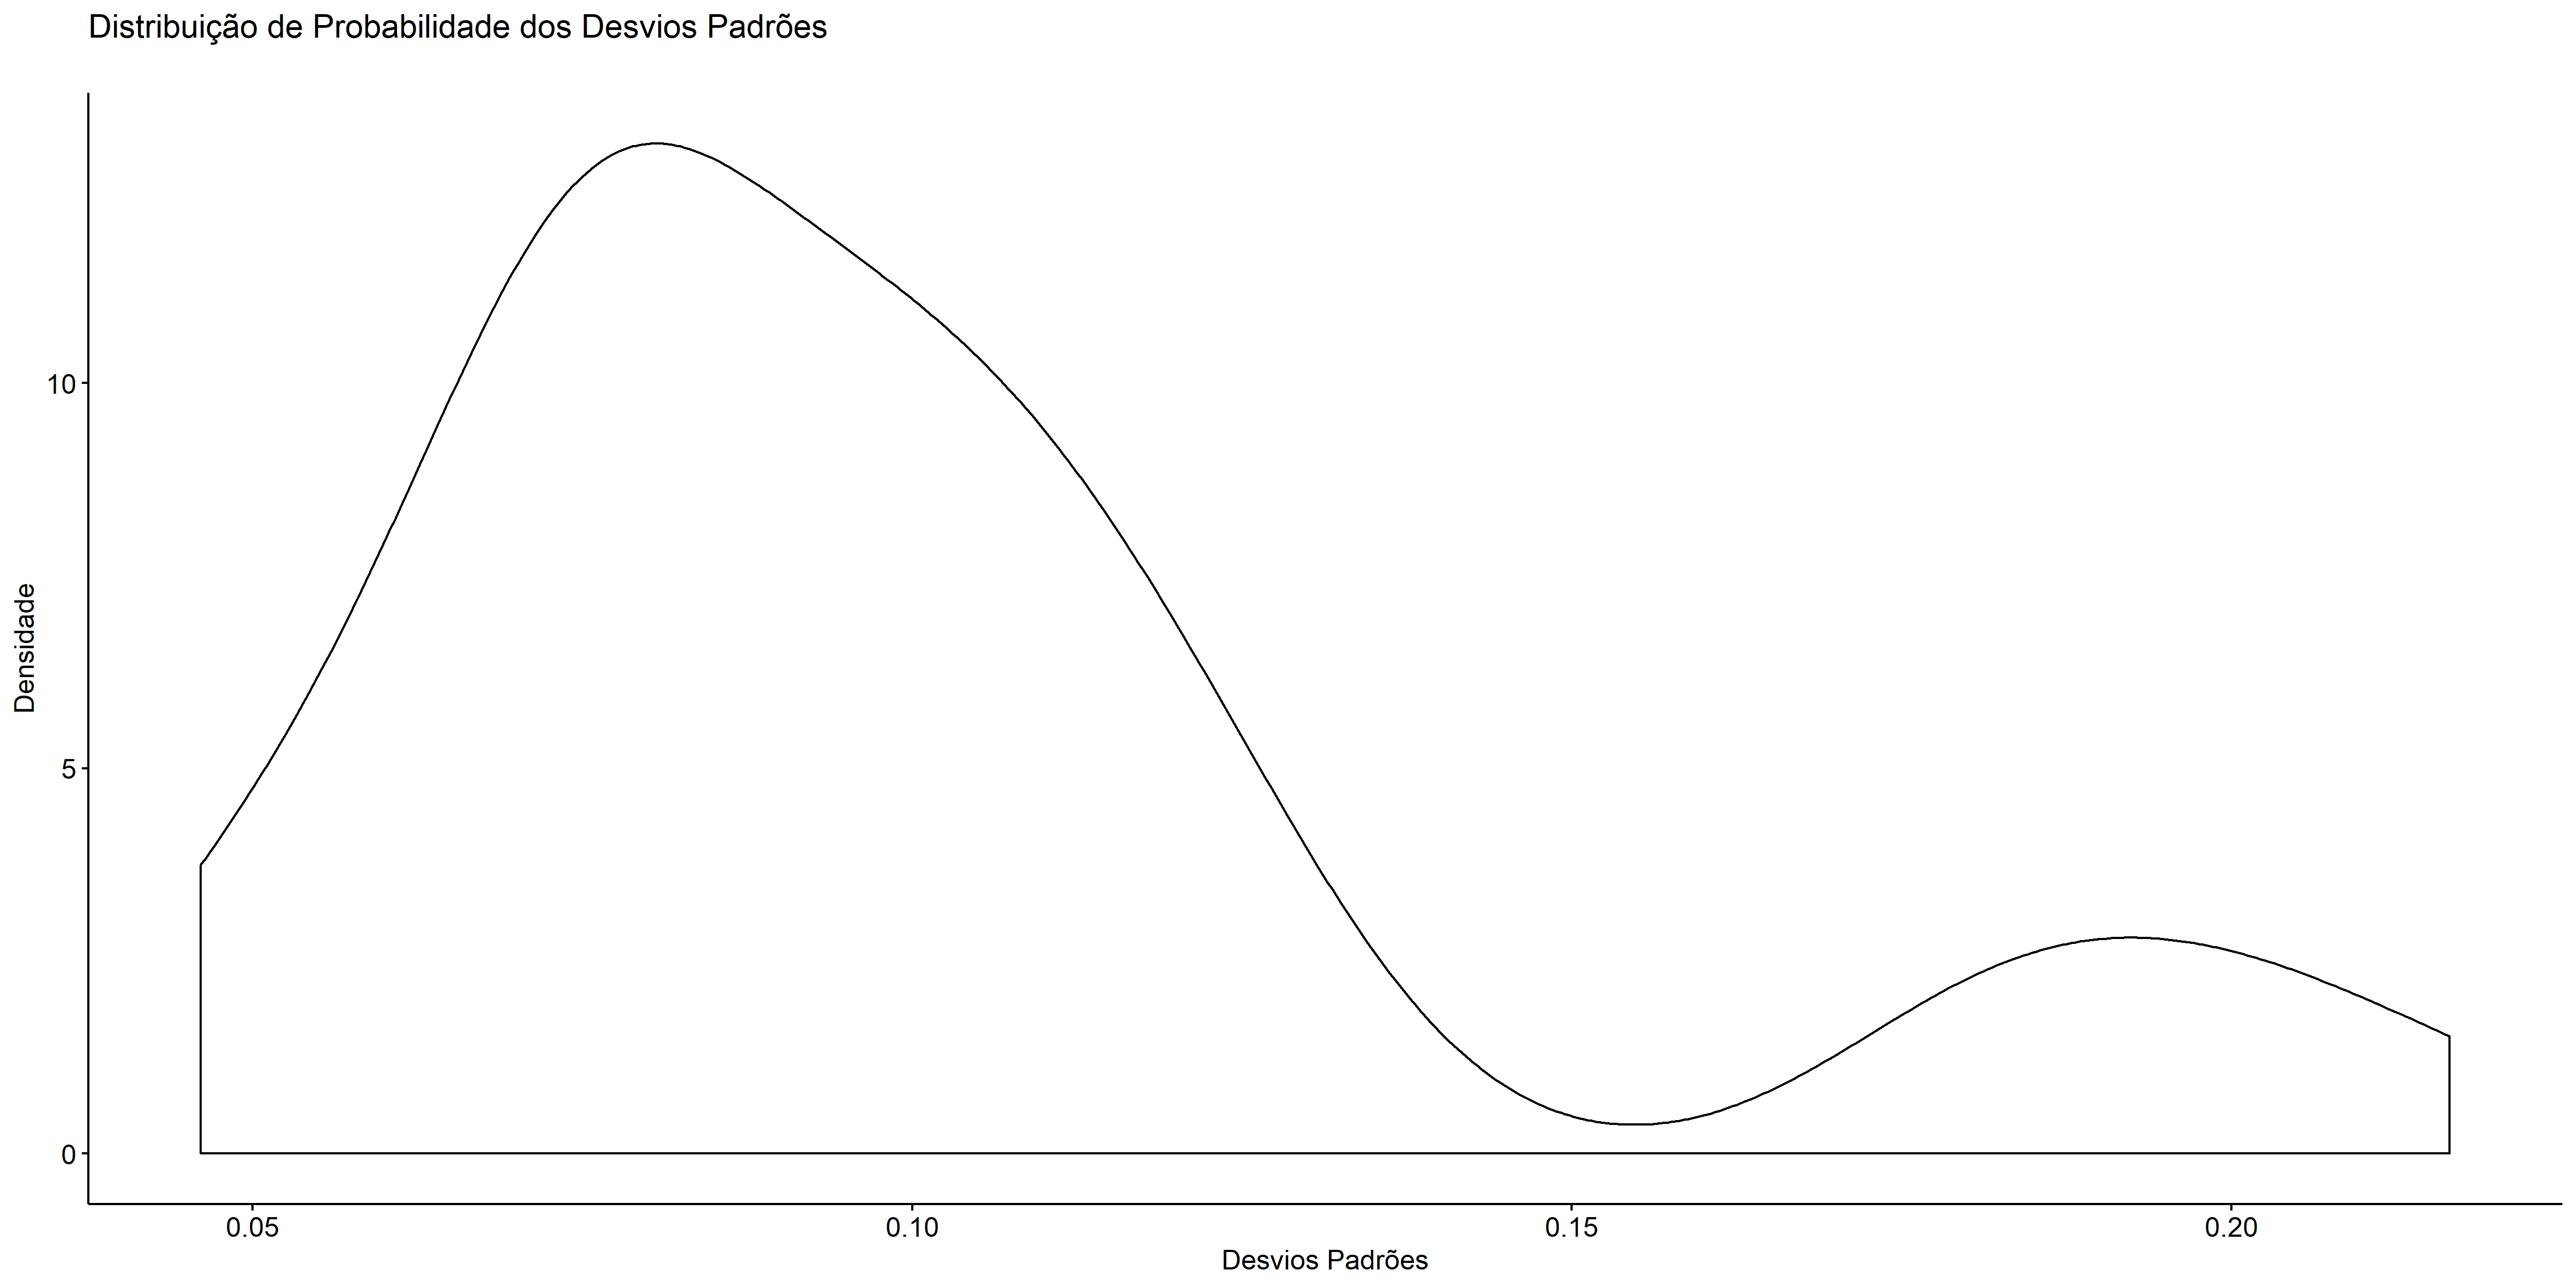 Distribuição de Probabilidade dos Desvios Padrões
Densidade
10
5
0
0.05
0.10
0.15
0.20
Desvios Padrões